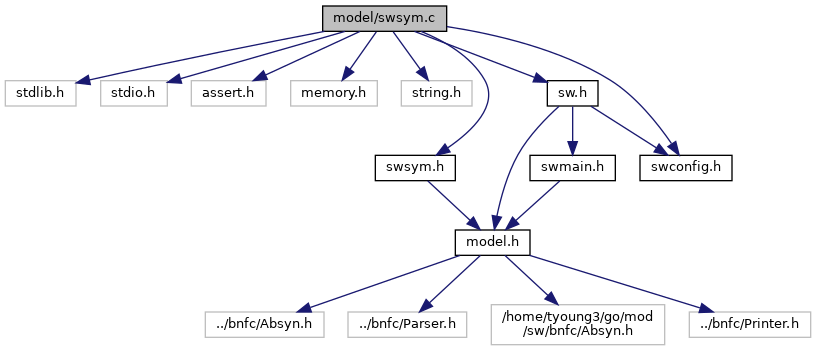 model/swsym.c
stdlib.h
stdio.h
assert.h
memory.h
string.h
sw.h
swsym.h
swmain.h
swconfig.h
model.h
../bnfc/Absyn.h
../bnfc/Parser.h
/home/tyoung3/go/mod
/sw/bnfc/Absyn.h
../bnfc/Printer.h